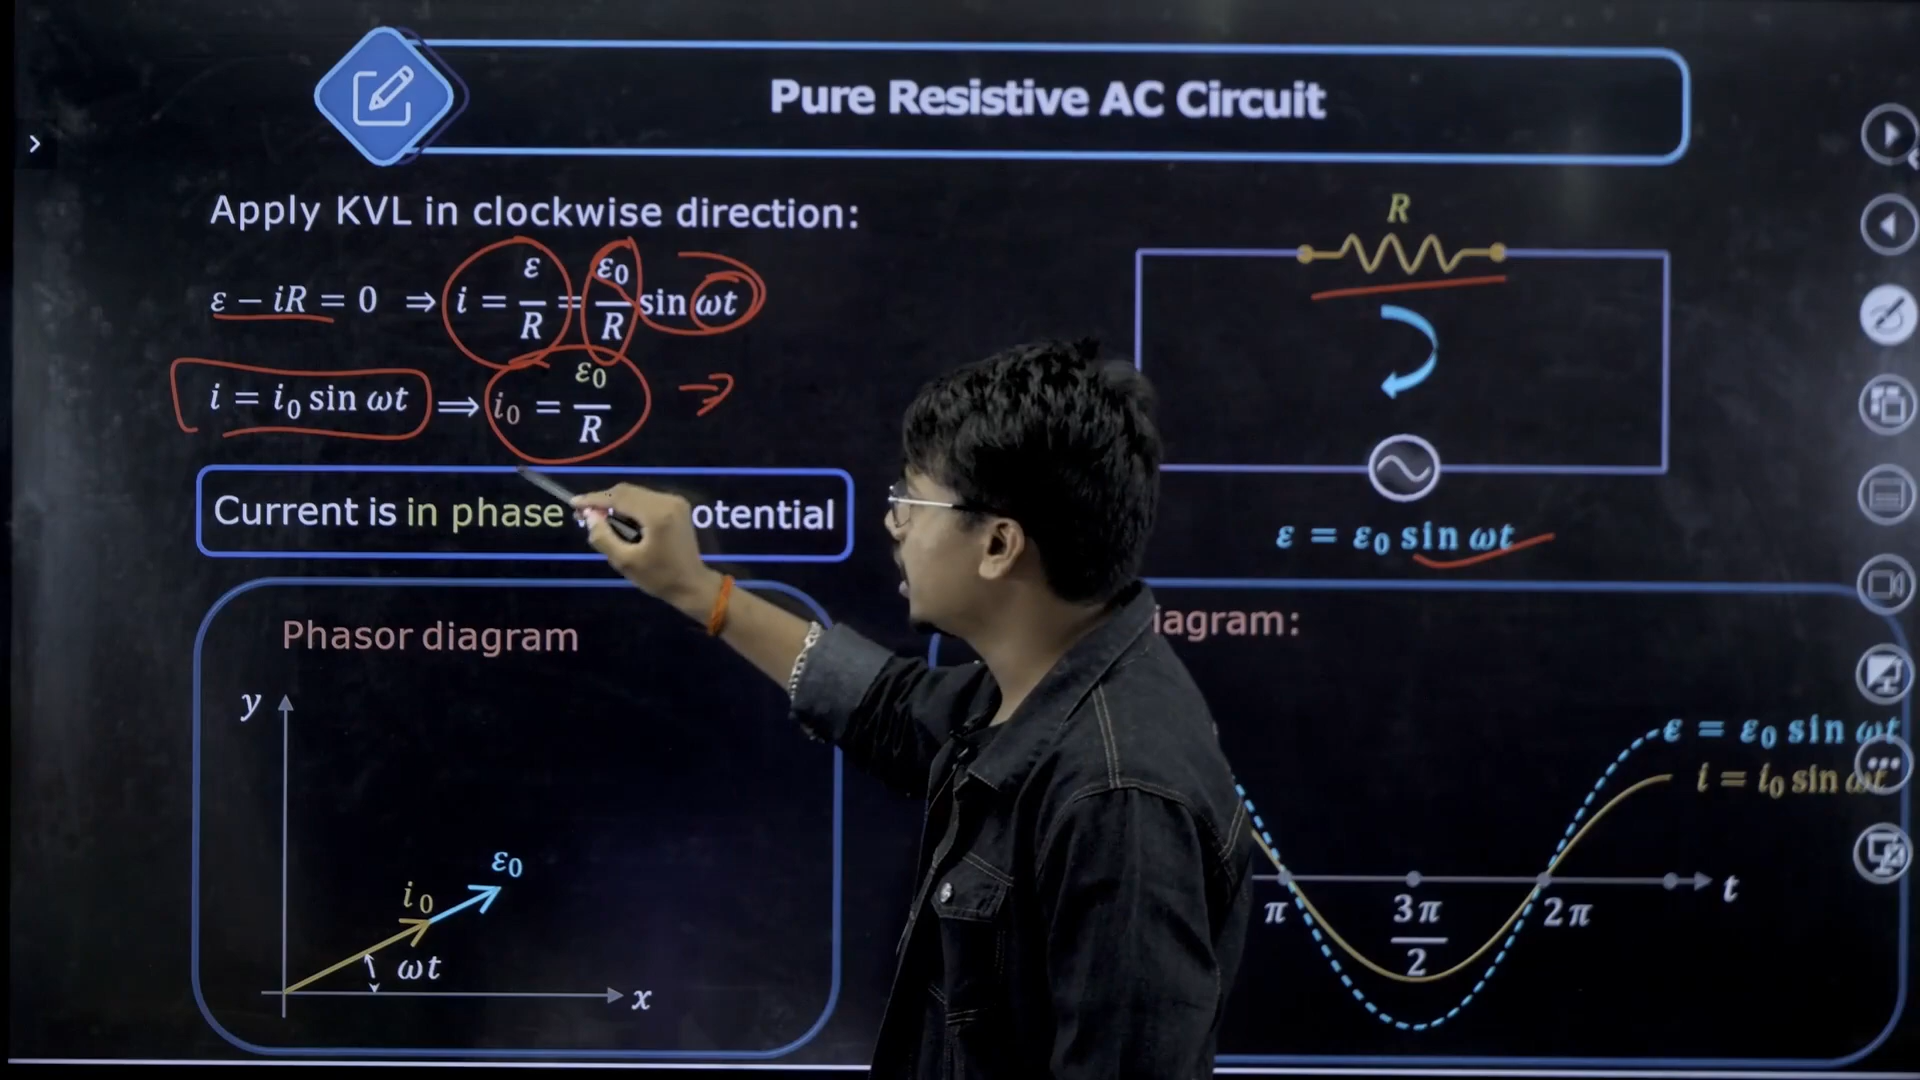 Pure Resistive AC Circuit
Apply KVL in clockwise direction:
ε − iR = 0 ⇒ i = ε/R = ε₀/R sin ωt
i = i₀ sin ωt ⟹ i₀ = ε₀/R
Current is in phase otential
R
ε = ε₀ sin ωt
Phasor diagram
y
i₀
ε₀
ωt
x
iagram:
ε = ε₀ sin ωt
i = i₀ sin ωt
π
3π/2
2π
t